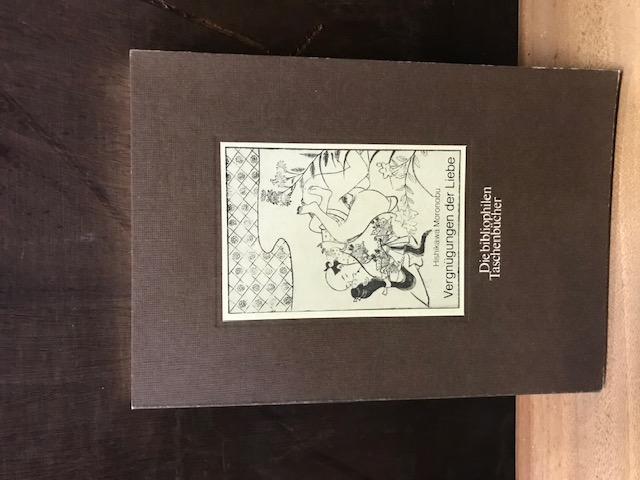 Hishikawa Moronobu
Vergnügungen der Liebe
Die bibliophilen
Taschenbücher